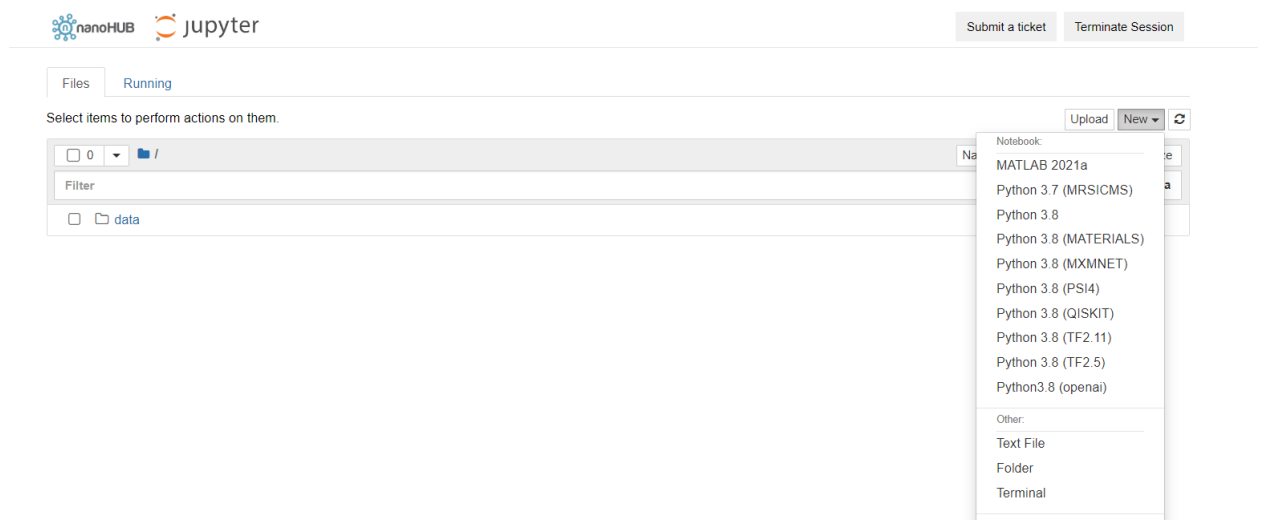 nanoHUB jupyter Submit a ticket Terminate Session
Files Running
Select items to perform actions on them.
Upload New
0 /
Filter
data
Notebook:
MATLAB 2021a
Python 3.7 (MRSICMS)
Python 3.8
Python 3.8 (MATERIALS)
Python 3.8 (MXMNET)
Python 3.8 (PSI4)
Python 3.8 (QISKIT)
Python 3.8 (TF2.11)
Python 3.8 (TF2.5)
Python3.8 (openai)
Other:
Text File
Folder
Terminal